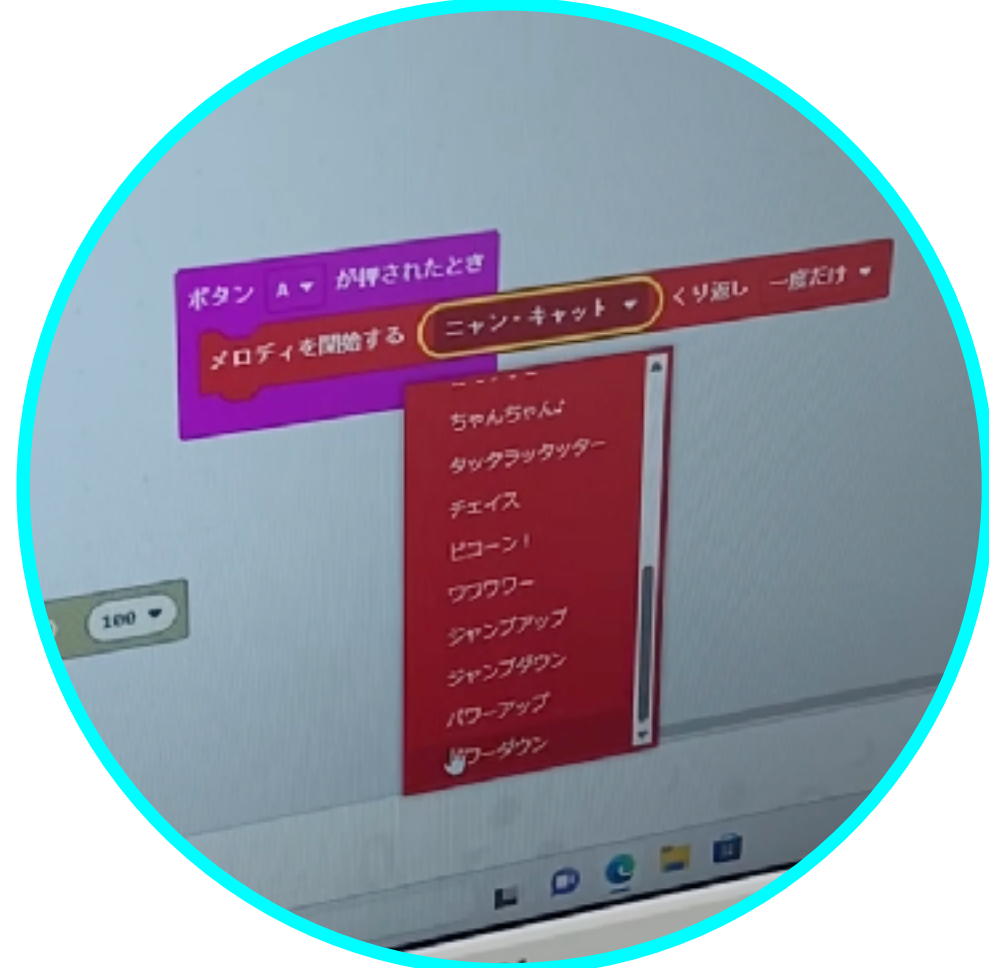 ボタン A が押されたとき
メロディを開始する ニャン・キャット くり返し 一度だけ
ちゃんちゃん♪
タッタラッタッター
チェイス
ピコーン！
ワワワワー
ジャンプアップ
ジャンプダウン
パワーアップ
ワーダウン
100